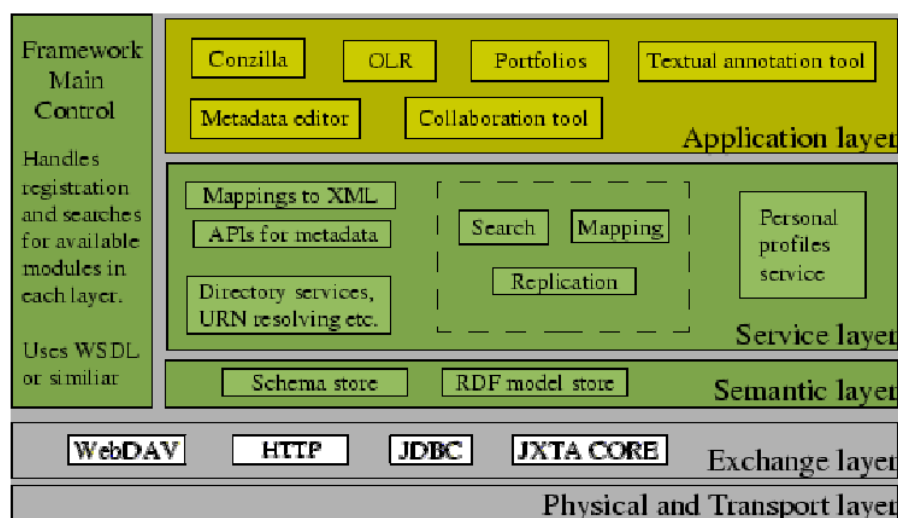 Framework
Main
Control
Handles
registration
and searches
for available
modules in
each layer.
Uses WSDL
or similiar
Conzilla
OLR
Portfolios
Textual annotation tool
Metadata editor
Collaboration tool
Application layer
Mappings to XML
APIs for metadata
Directory services,
URN resolving etc.
Search
Mapping
Replication
Personal
profiles
service
Service layer
Schema store
RDF model store
Semantic layer
WebDAV
HTTP
JDBC
JXTA CORE
Exchange layer
Physical and Transport layer